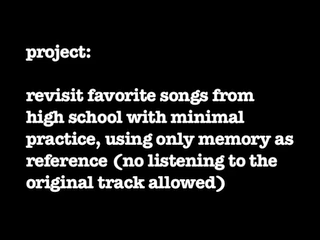 project:
revisit favorite songs from
high school with minimal
practice, using only memory as
reference (no listening to the
original track allowed)